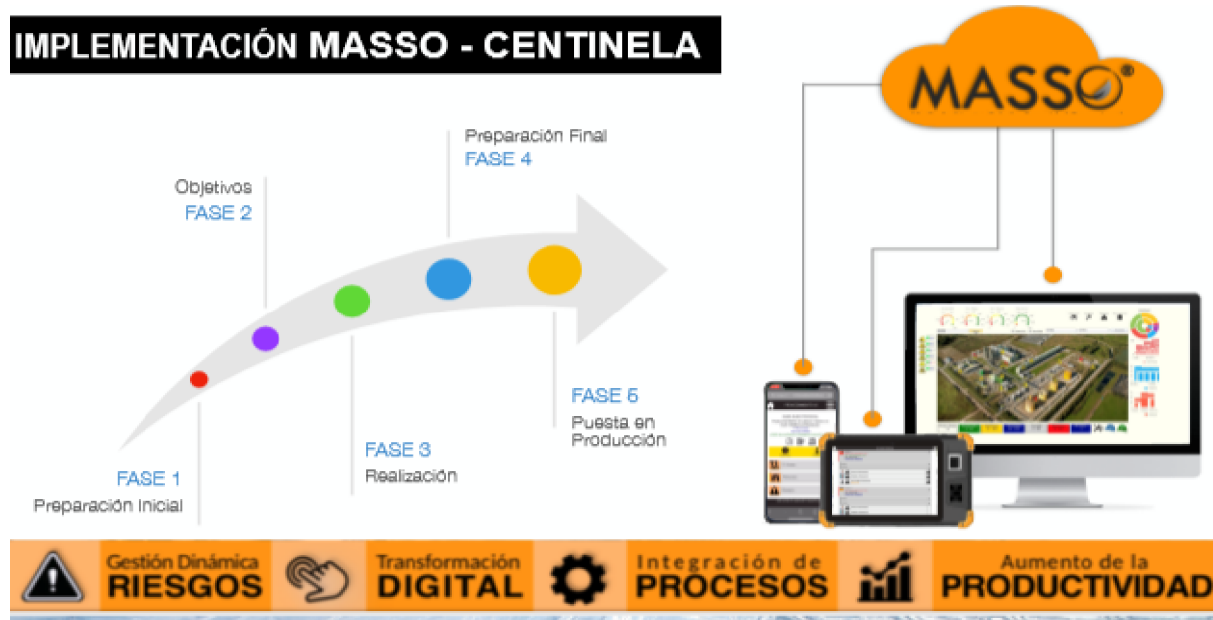 IMPLEMENTACIÓN MASSO - CENTINELA
MASSO®
Preparación Final
FASE 4
Objetivos
FASE 2
FASE 5
Puesta en
Producción
FASE 3
Realización
FASE 1
Preparación Inicial
Gestión Dinámica
RIESGOS
Transformación
DIGITAL
Integración de
PROCESOS
Aumento de la
PRODUCTIVIDAD